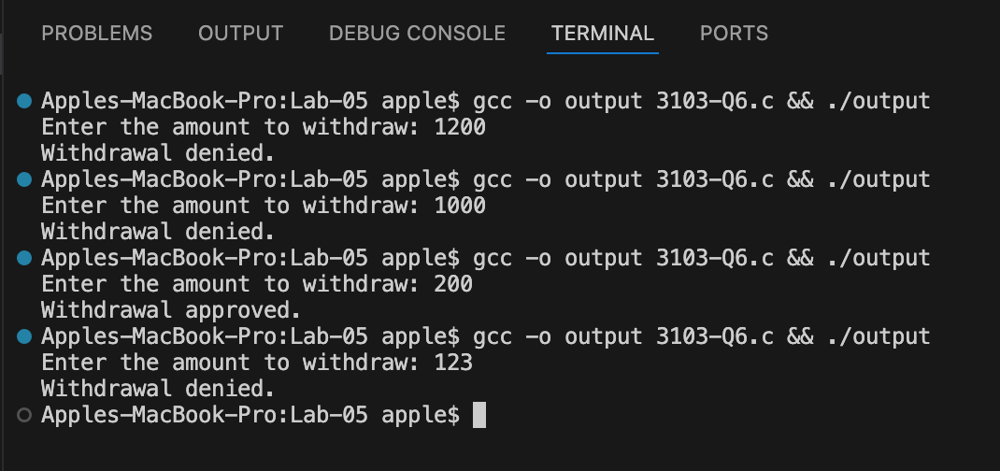 PROBLEMS OUTPUT DEBUG CONSOLE TERMINAL PORTS
Apples-MacBook-Pro:Lab-05 apple$ gcc -o output 3103-Q6.c && ./output
Enter the amount to withdraw: 1200
Withdrawal denied.
Apples-MacBook-Pro:Lab-05 apple$ gcc -o output 3103-Q6.c && ./output
Enter the amount to withdraw: 1000
Withdrawal denied.
Apples-MacBook-Pro:Lab-05 apple$ gcc -o output 3103-Q6.c && ./output
Enter the amount to withdraw: 200
Withdrawal approved.
Apples-MacBook-Pro:Lab-05 apple$ gcc -o output 3103-Q6.c && ./output
Enter the amount to withdraw: 123
Withdrawal denied.
Apples-MacBook-Pro:Lab-05 apple$